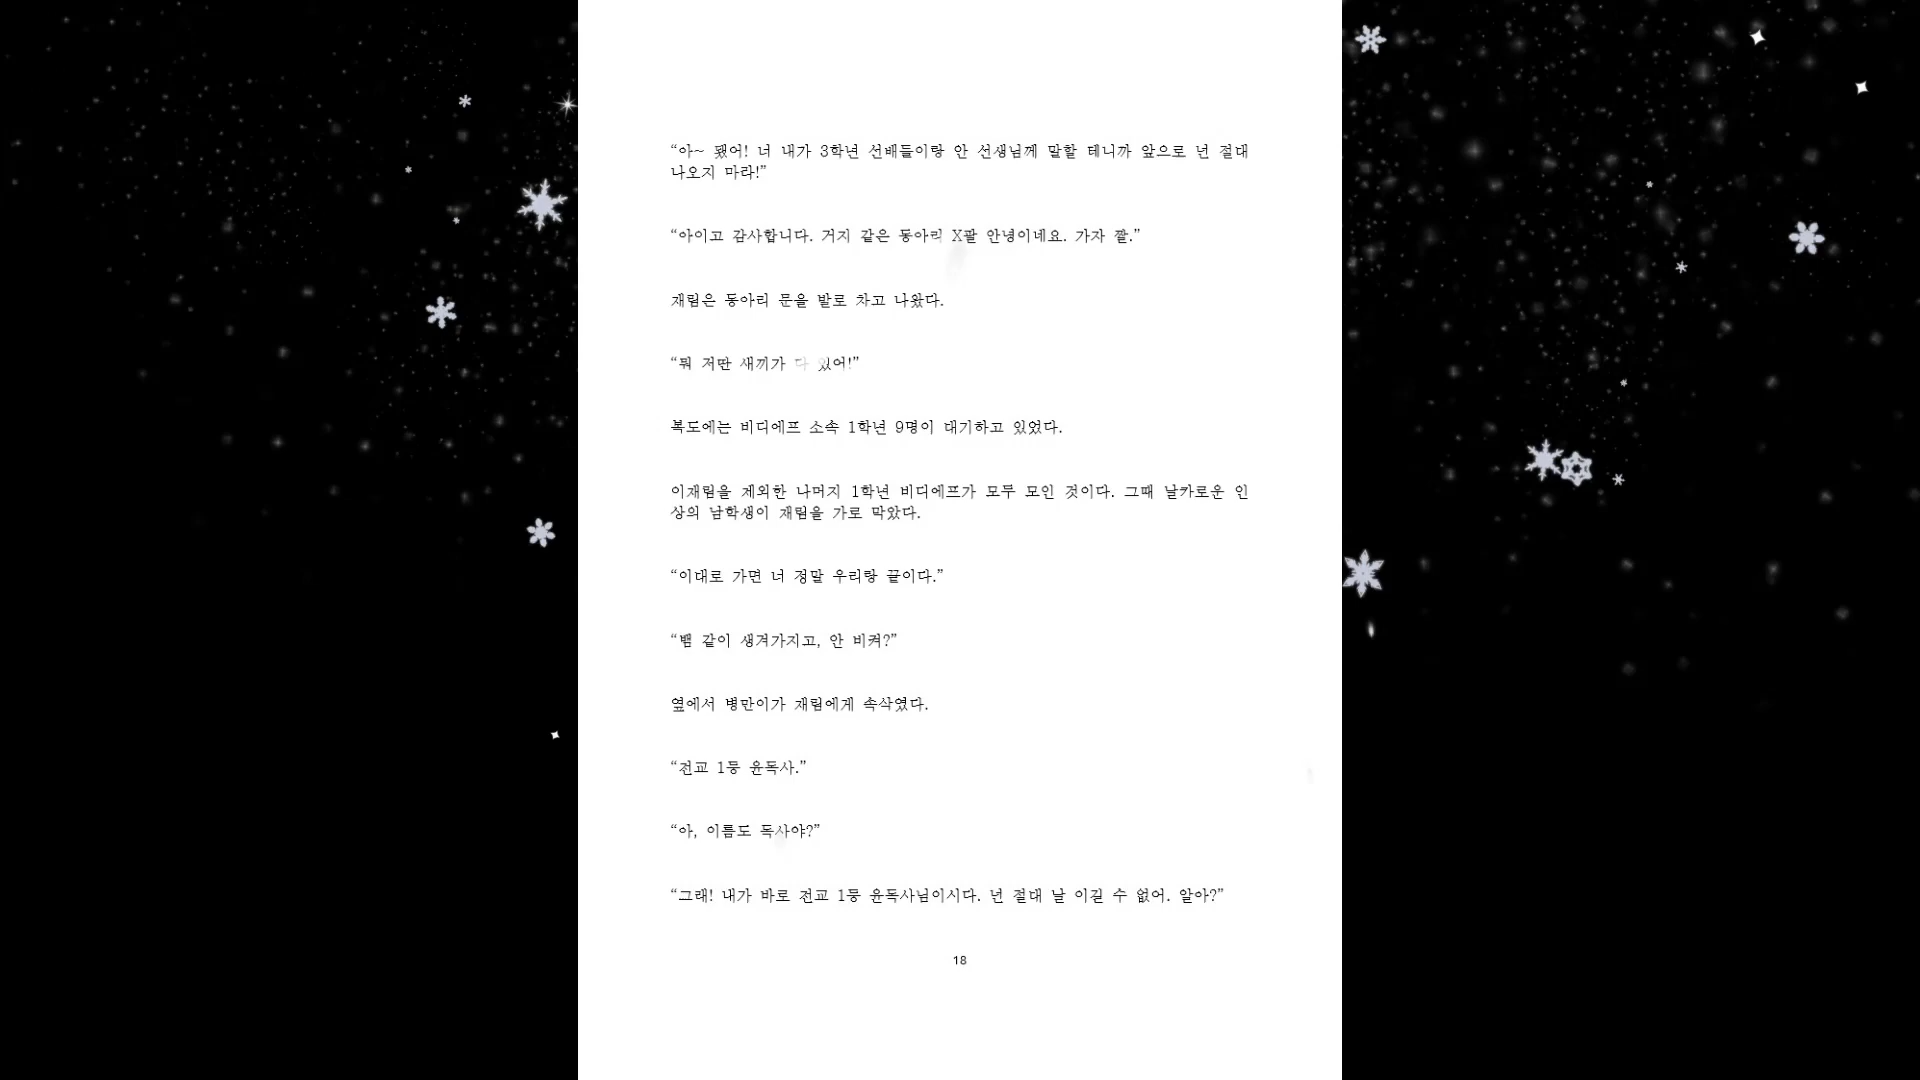 “아~ 됐어! 너 내가 3학년 선배들이랑 안 선생님께 말할 테니까 앞으로 넌 절대
나오지 마라!”
“아이고 감사합니다. 거지 같은 동아리 X팔 안녕이네요. 가자 짤.”
재림은 동아리 문을 발로 차고 나왔다.
“뭐 저딴 새끼가 다 있어!”
복도에는 비디에프 소속 1학년 9명이 대기하고 있었다.
이재림을 제외한 나머지 1학년 비디에프가 모두 모인 것이다. 그때 날카로운 인
상의 남학생이 재림을 가로 막았다.
“이대로 가면 너 정말 우리랑 끝이다.”
“뱀 같이 생겨가지고, 안 비켜?”
옆에서 병만이가 재림에게 속삭였다.
“전교 1등 윤독사.”
“아, 이름도 독사야?”
“그래! 내가 바로 전교 1등 윤독사님이시다. 넌 절대 날 이길 수 없어. 알아?”
18